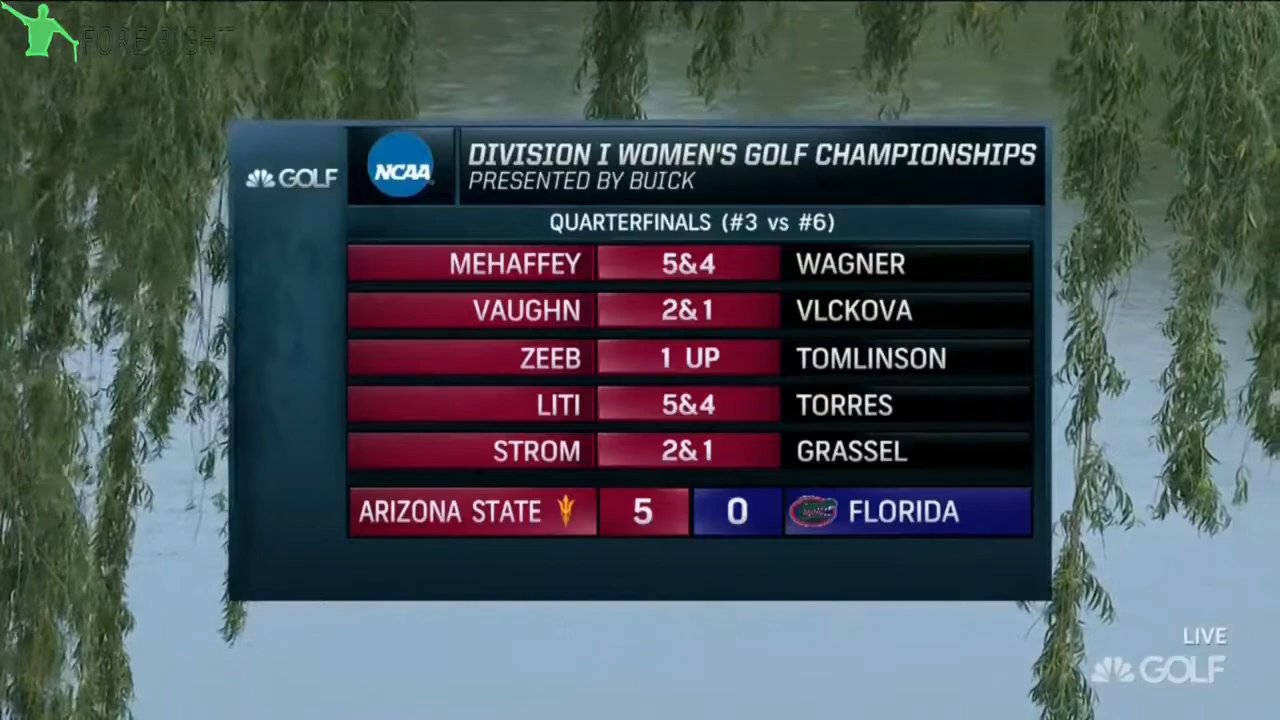 FORE RIGHT
GOLF
NCAA
DIVISION I WOMEN'S GOLF CHAMPIONSHIPS
PRESENTED BY BUICK
QUARTERFINALS (#3 vs #6)
MEHAFFEY 5&4 WAGNER
VAUGHN 2&1 VLCKOVA
ZEEB 1 UP TOMLINSON
LITI 5&4 TORRES
STROM 2&1 GRASSEL
ARIZONA STATE 5 0 FLORIDA
LIVE
GOLF